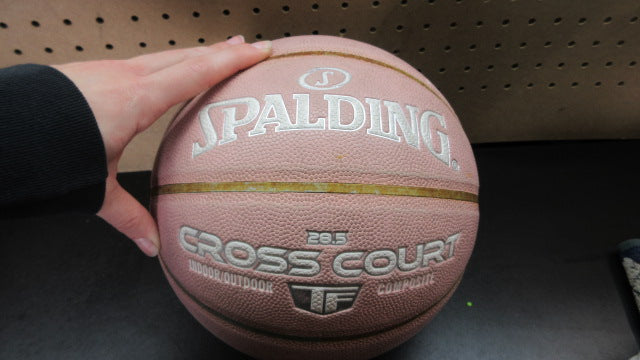 S
SPALDING®
28.5
CROSS COURT
INDOOR/OUTDOOR COMPOSITE
TF